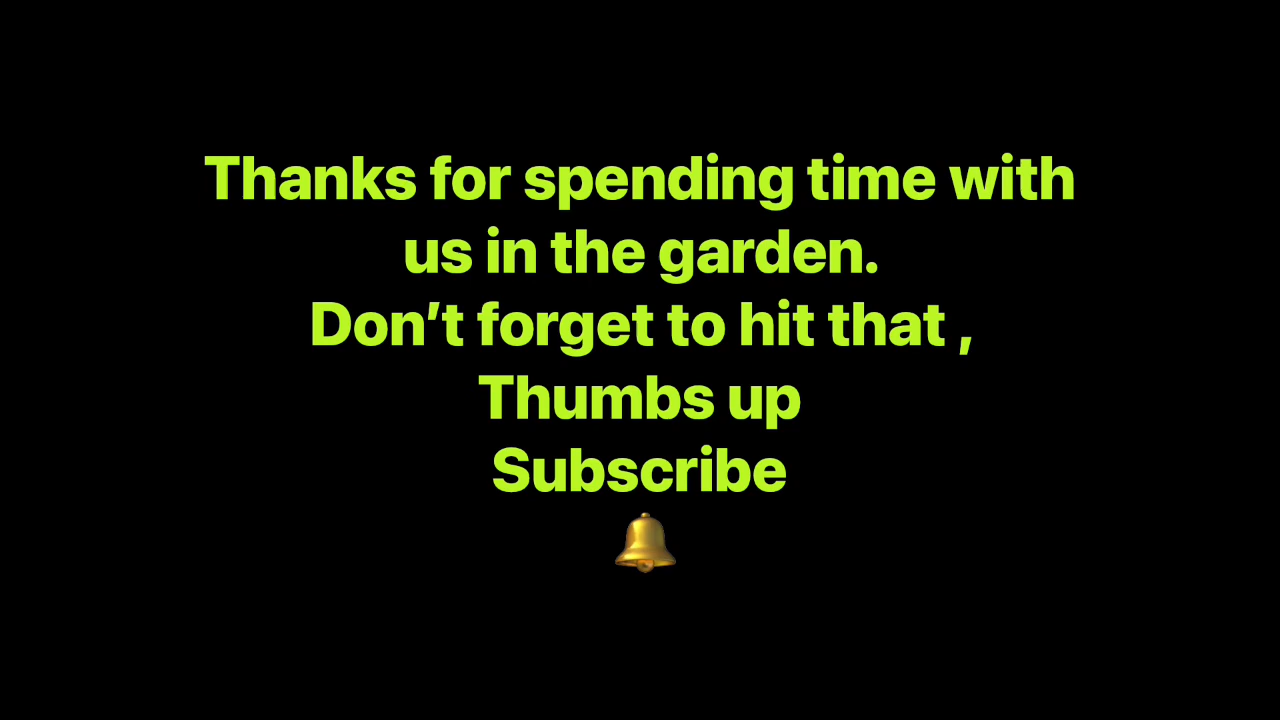 Thanks for spending time with
us in the garden.
Don’t forget to hit that ,
Thumbs up
Subscribe
🔔